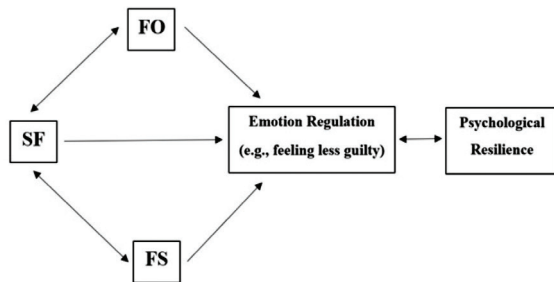 FO
SF
Emotion Regulation
(e.g., feeling less guilty)
Psychological
Resilience
FS